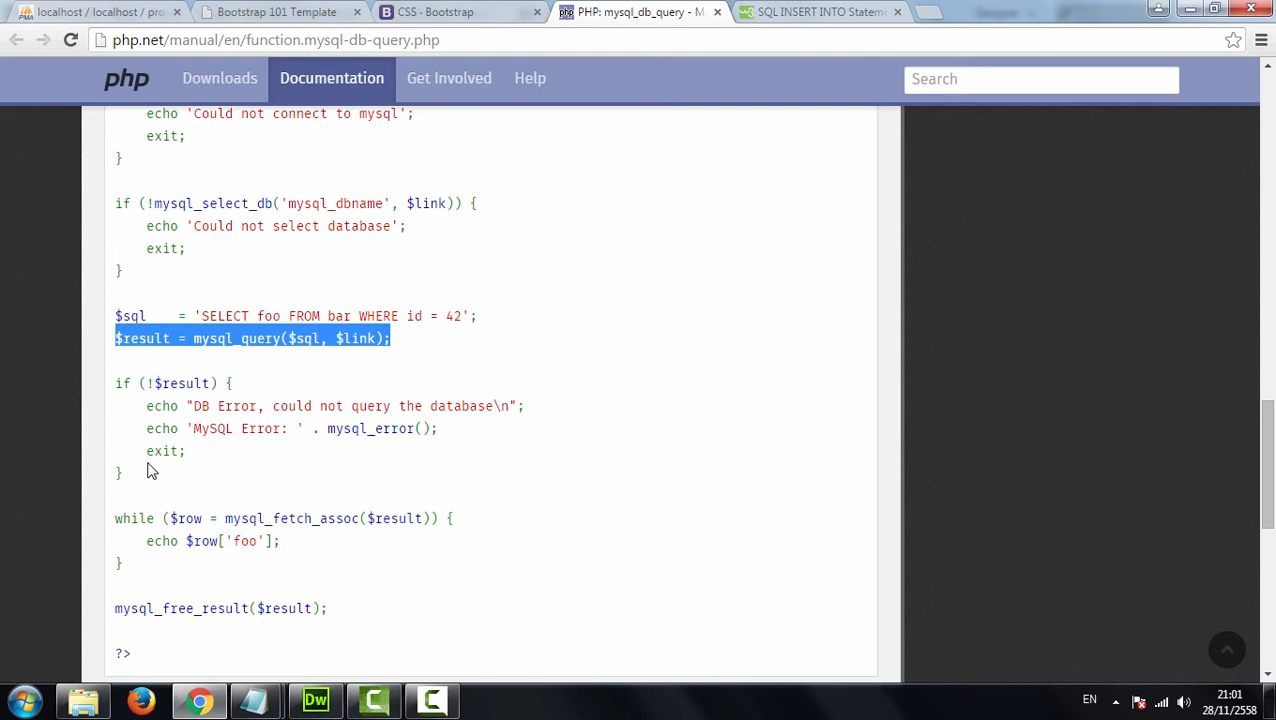 localhost / localhost / pro
Bootstrap 101 Template
CSS · Bootstrap
PHP: mysql_db_query - M
SQL INSERT INTO Stateme
php.net/manual/en/function.mysql-db-query.php
php
Downloads
Documentation
Get Involved
Help
Search
echo 'Could not connect to mysql';
exit;
}
if (!mysql_select_db('mysql_dbname', $link)) {
echo 'Could not select database';
exit;
}
$sql    = 'SELECT foo FROM bar WHERE id = 42';
$result = mysql_query($sql, $link);
if (!$result) {
echo "DB Error, could not query the database\n";
echo 'MySQL Error: ' . mysql_error();
exit;
}
while ($row = mysql_fetch_assoc($result)) {
echo $row['foo'];
}
mysql_free_result($result);
?>
Dw
EN
21:01
28/11/2558